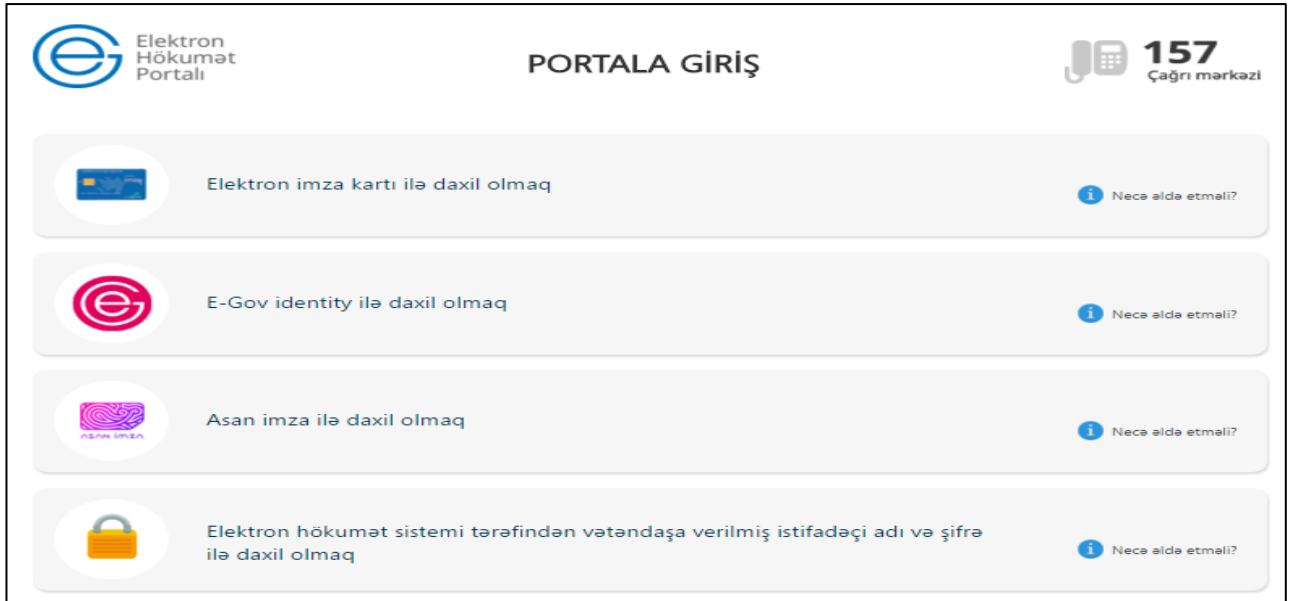 Elektron
Hökumət
Portalı
PORTALA GİRİŞ
157
Çağrı mərkəzi
Elektron imza kartı ilə daxil olmaq
Necə əldə etməli?
E-Gov identity ilə daxil olmaq
Necə əldə etməli?
Asan imza ilə daxil olmaq
Necə əldə etməli?
ASAN İMZA
Elektron hökumət sistemi tərəfindən vətəndaşa verilmiş istifadəçi adı və şifrə
ilə daxil olmaq
Necə əldə etməli?